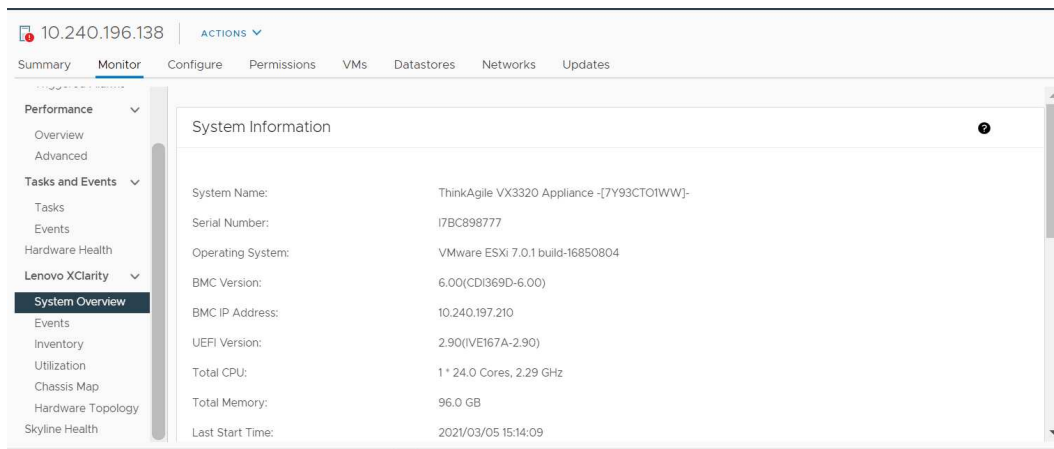 10.240.196.138 ACTIONS
Summary Monitor Configure Permissions VMs Datastores Networks Updates
Performance
Overview
Advanced
Tasks and Events
Tasks
Events
Hardware Health
Lenovo XClarity
System Overview
Events
Inventory
Utilization
Chassis Map
Hardware Topology
Skyline Health
System Information
System Name: ThinkAgile VX3320 Appliance -[7Y93CTO1WW]-
Serial Number: I7BC898777
Operating System: VMware ESXi 7.0.1 build-16850804
BMC Version: 6.00(CDI369D-6.00)
BMC IP Address: 10.240.197.210
UEFI Version: 2.90(IVE167A-2.90)
Total CPU: 1 * 24.0 Cores, 2.29 GHz
Total Memory: 96.0 GB
Last Start Time: 2021/03/05 15:14:09